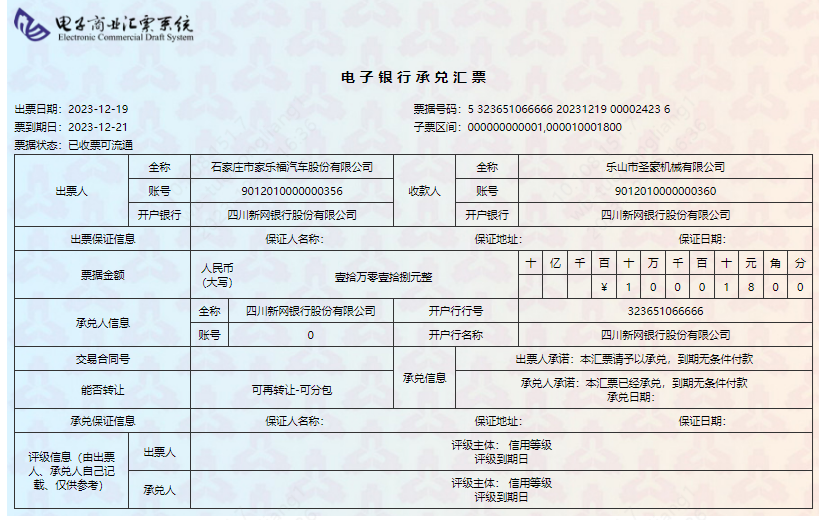 电子商业汇票系统
Electronic Commercial Draft System
电子银行承兑汇票
出票日期：2023-12-19
票据号码：5 323651066666 20231219 00002423 6
票到期日：2023-12-21
子票区间：000000000001,000010001800
票据状态：已收票可流通
出票人 全称 石家庄市家乐福汽车股份有限公司 收款人 全称 乐山市圣蒙机械有限公司
账号 9012010000000356 账号 9012010000000360
开户银行 四川新网银行股份有限公司 开户银行 四川新网银行股份有限公司
出票保证信息 保证人名称： 保证地址： 保证日期：
票据金额 人民币（大写） 壹拾万零壹拾捌元整 十 亿 千 百 十 万 千 百 十 元 角 分
¥ 1 0 0 0 1 8 0 0
承兑人信息 全称 四川新网银行股份有限公司 开户行行号 323651066666
账号 0 开户行名称 四川新网银行股份有限公司
交易合同号 承兑信息 出票人承诺：本汇票请予以承兑，到期无条件付款
能否转让 可再转让-可分包 承兑人承诺：本汇票已经承兑，到期无条件付款
承兑日期：
承兑保证信息 保证人名称： 保证地址： 保证日期：
评级信息（由出票人、承兑人自己记载、仅供参考） 出票人 评级主体： 信用等级
评级到期日
承兑人 评级主体： 信用等级
评级到期日